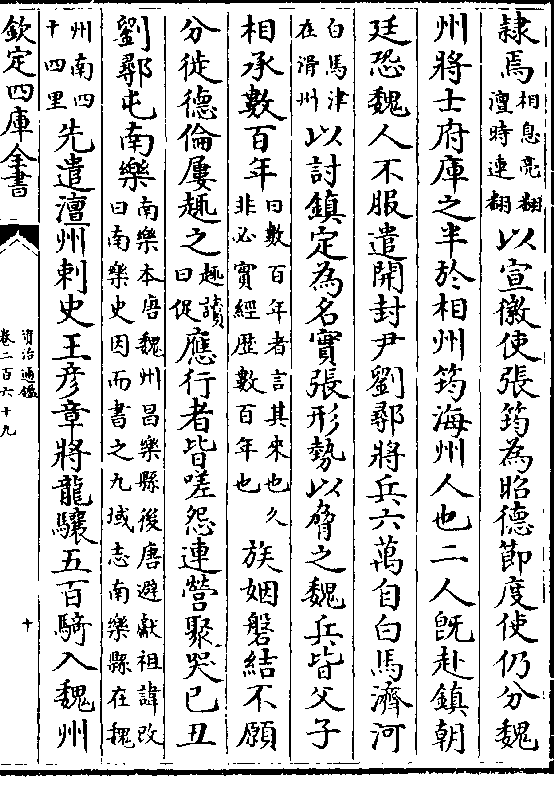 隷焉相息亮翻澶時連翻以宣徽使張筠為昭德節度使仍分魏
州將士府庫之半於相州筠海州人也二人既赴鎮朝
廷恐魏人不服遣開封尹劉鄩將兵六萬自白馬濟河
白馬津在滑州以討鎮定為名實張形勢以脅之魏兵皆父子
相承數百年曰數百年者言其來也久非必實經歴數百年也族姻磐結不願
分徙德倫屢趣之趣讀曰促應行者皆嗟怨連營聚哭已丑
劉鄩屯南樂南樂本唐魏州昌樂縣後唐避獻祖諱改曰南樂史因而書之九域志南樂縣在魏
州南四十四里先遣澶州刺史王彦章將龍驤五百騎入魏州
欽定四庫全書
資治通鑑
卷二百六十九
十